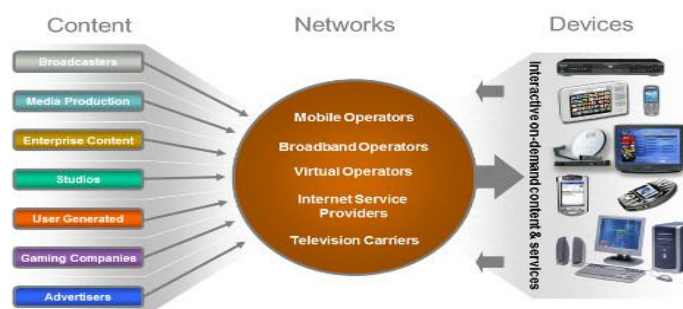 Content
Networks
Devices
Broadcasters
Media Production
Enterprise Content
Studios
User Generated
Gaming Companies
Advertisers
Mobile Operators
Broadband Operators
Virtual Operators
Internet Service
Providers
Television Carriers
Interactive on-demand content & services